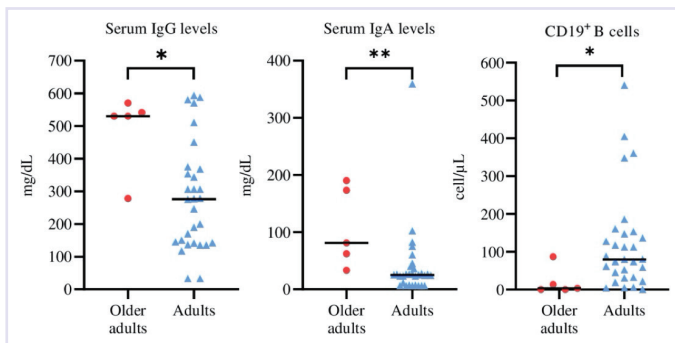 Serum IgG levels
*
700
600
500
400
300
200
100
0
mg/dL
Older
adults
Adults
Serum IgA levels
**
400
300
200
100
0
mg/dL
Older
adults
Adults
CD19+ B cells
*
600
500
400
300
200
100
0
cell/μL
Older
adults
Adults